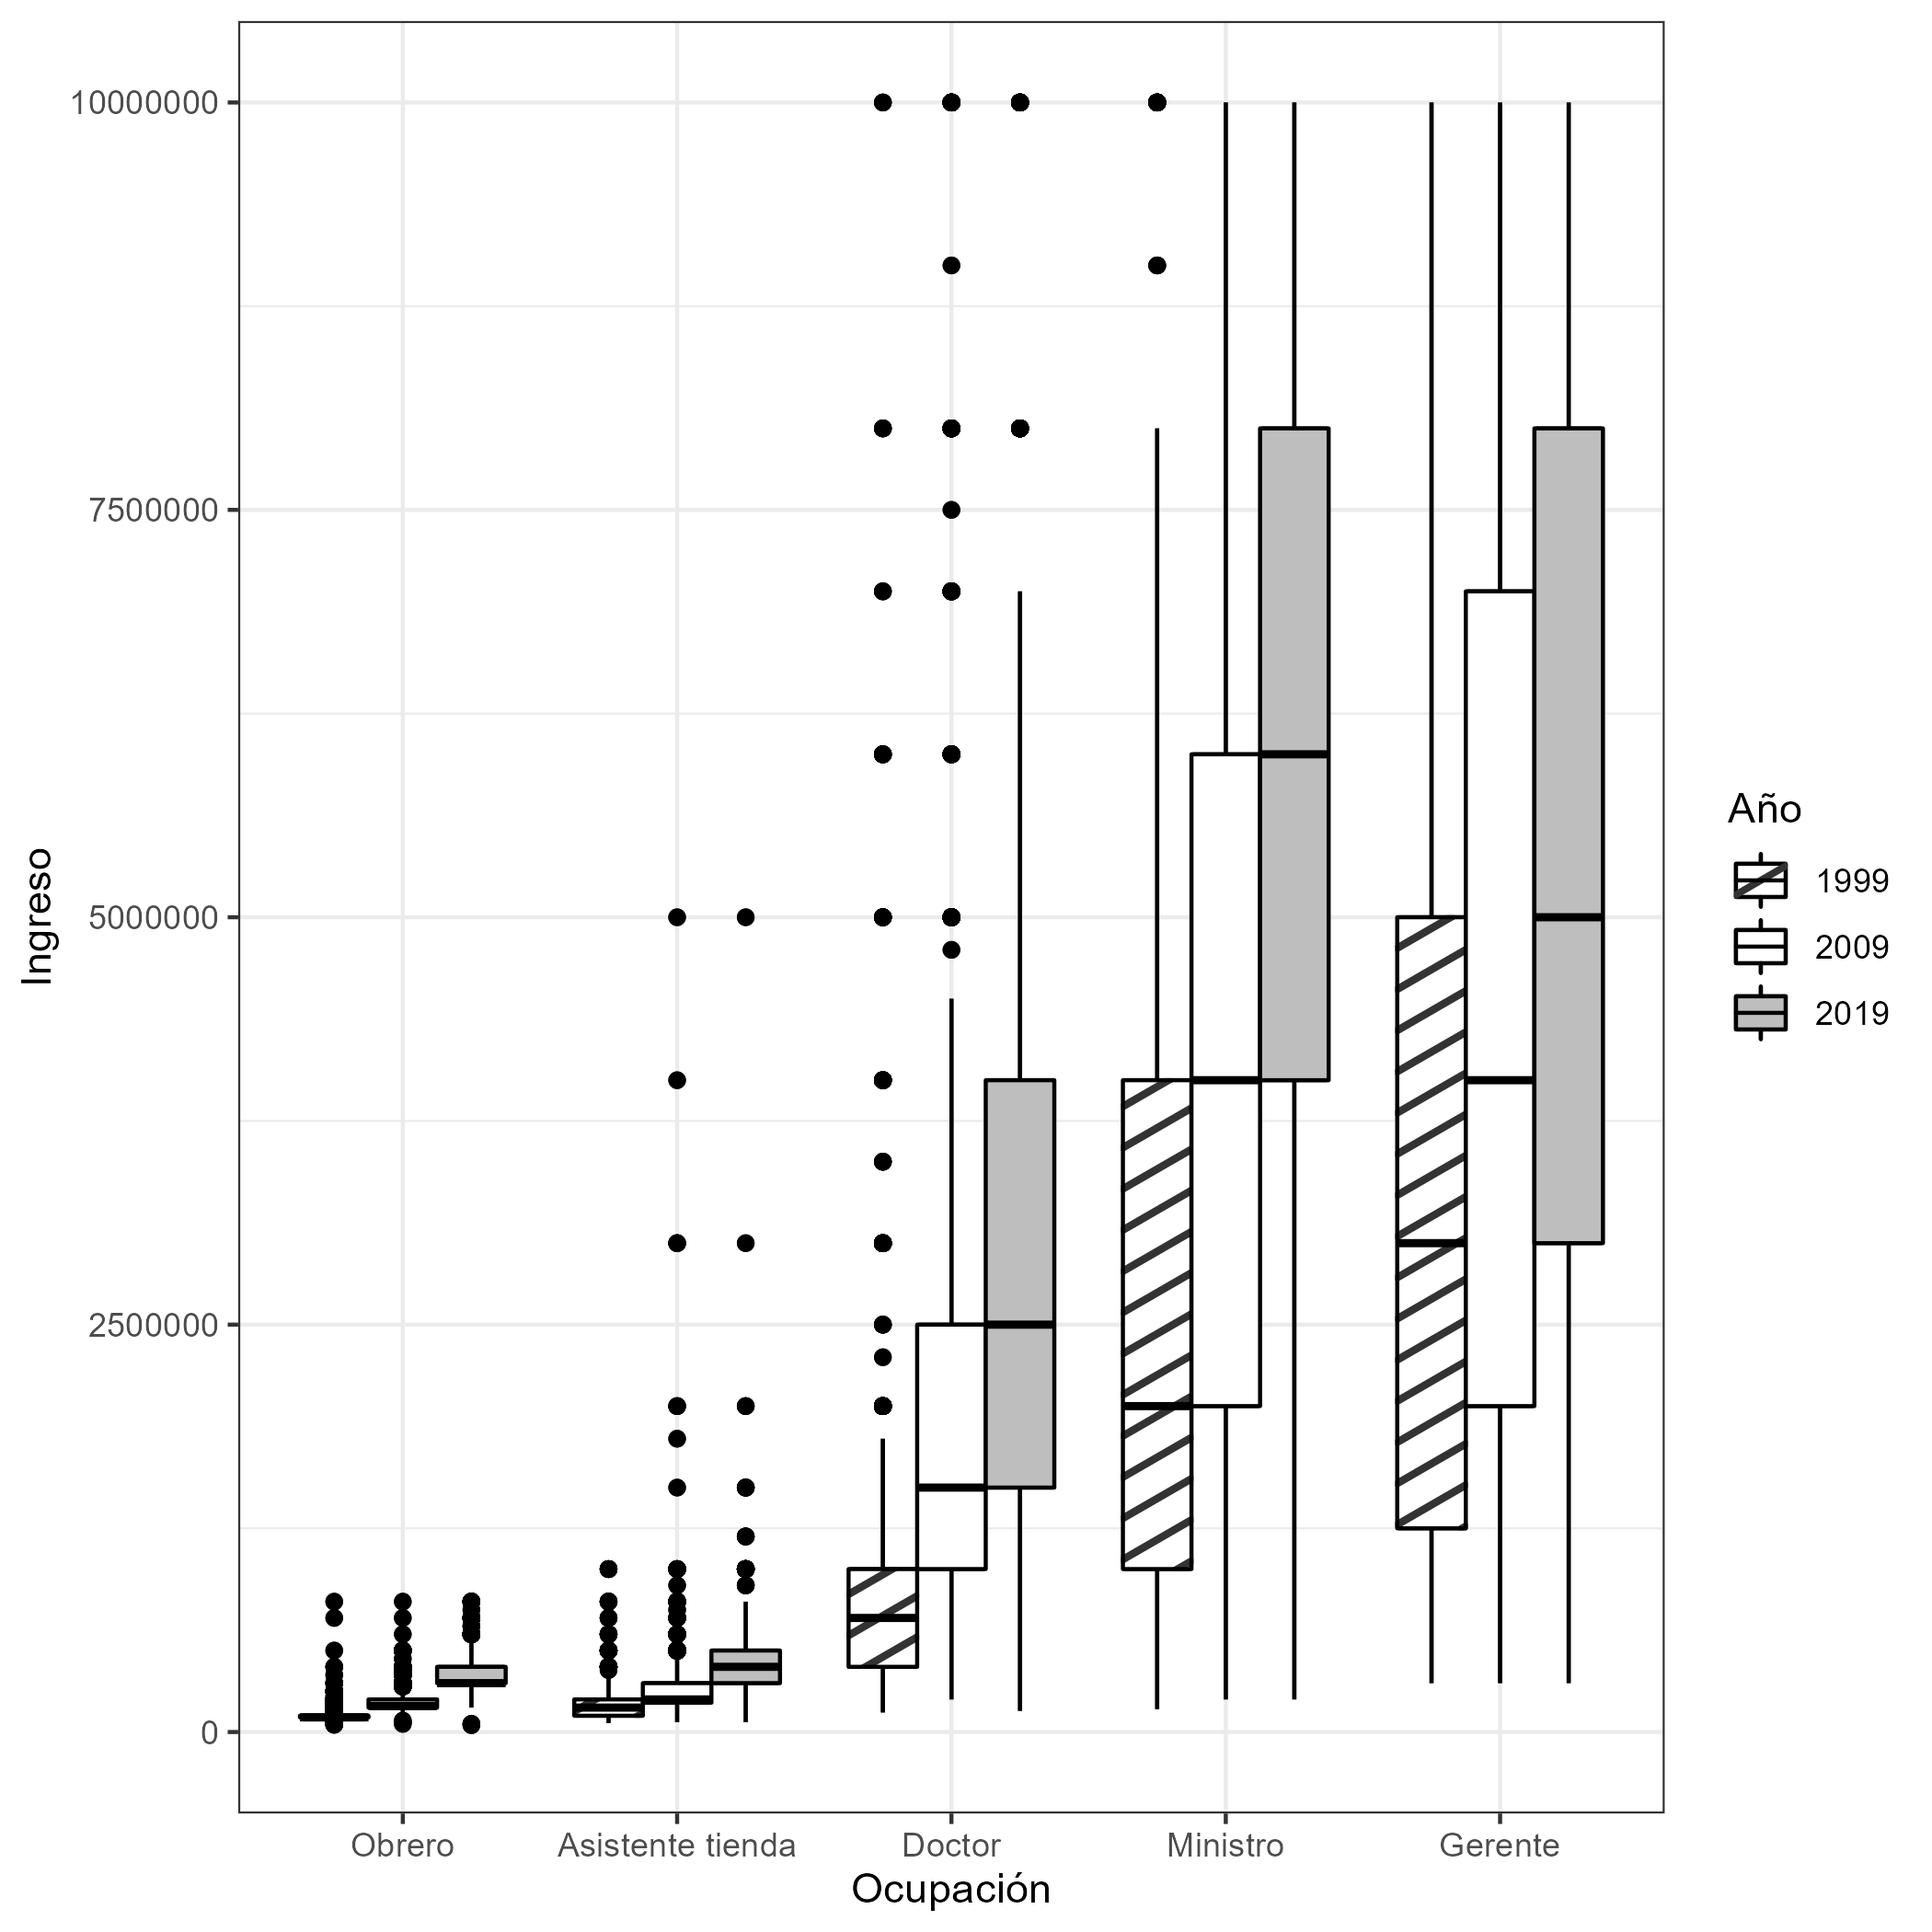 10000000
7500000
5000000
2500000
0
Ingreso
Obrero
Asistente tienda
Doctor
Ministro
Gerente
Ocupación
Año
1999
2009
2019